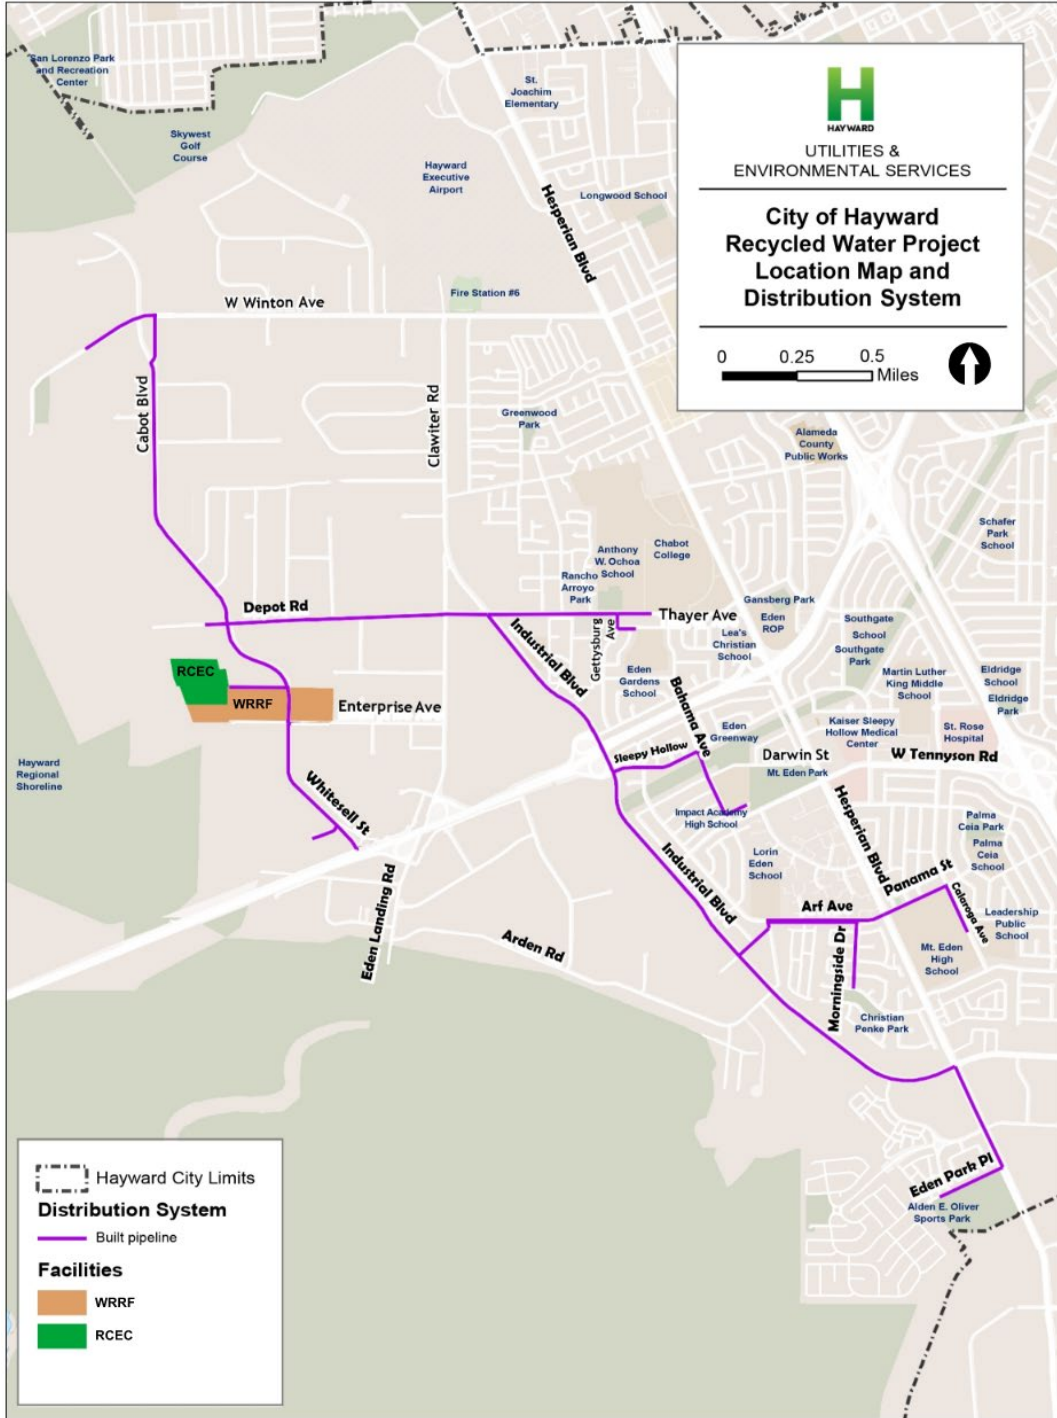 San Lorenzo Park
and Recreation
Center
St.
Joachim
Elementary
Skywest
Golf
Course
Hayward
Executive
Airport
Longwood School
Hesperian Blvd
H
HAYWARD
UTILITIES &
ENVIRONMENTAL SERVICES
City of Hayward
Recycled Water Project
Location Map and
Distribution System
0 0.25 0.5
Miles
W Winton Ave
Fire Station #6
Cabot Blvd
Clawiter Rd
Greenwood
Park
Alameda
County
Public Works
Schafer
Park
School
Anthony
W. Ochoa
School
Chabot
College
Rancho
Arroyo
Park
Depot Rd
Thayer Ave
Gansberg Park
Eden
ROP
Lea's
Christian
School
Southgate
School
Southgate
Park
Industrial Blvd
Gettysburg
Ave
Eden
Gardens
School
Bahama Ave
Martin Luther
King Middle
School
Eldridge
School
Eldridge
Park
RCEC
WRRF
Enterprise Ave
Eden
Greenway
Kaiser Sleepy
Hollow Medical
Center
St. Rose
Hospital
Sleepy Hollow
Darwin St
W Tennyson Rd
Mt. Eden Park
Hayward
Regional
Shoreline
Whitesell St
Impact Academy
High School
Hesperian Blvd
Palma
Ceia Park
Palma
Ceia
School
Lorin
Eden
School
Industrial Blvd
Panama St
Calaroga Ave
Arf Ave
Leadership
Public
School
Eden Landing Rd
Arden Rd
Morningside Dr
Mt. Eden
High
School
Christian
Penke Park
Eden Park Pl
Alden E. Oliver
Sports Park
Hayward City Limits
Distribution System
Built pipeline
Facilities
WRRF
RCEC